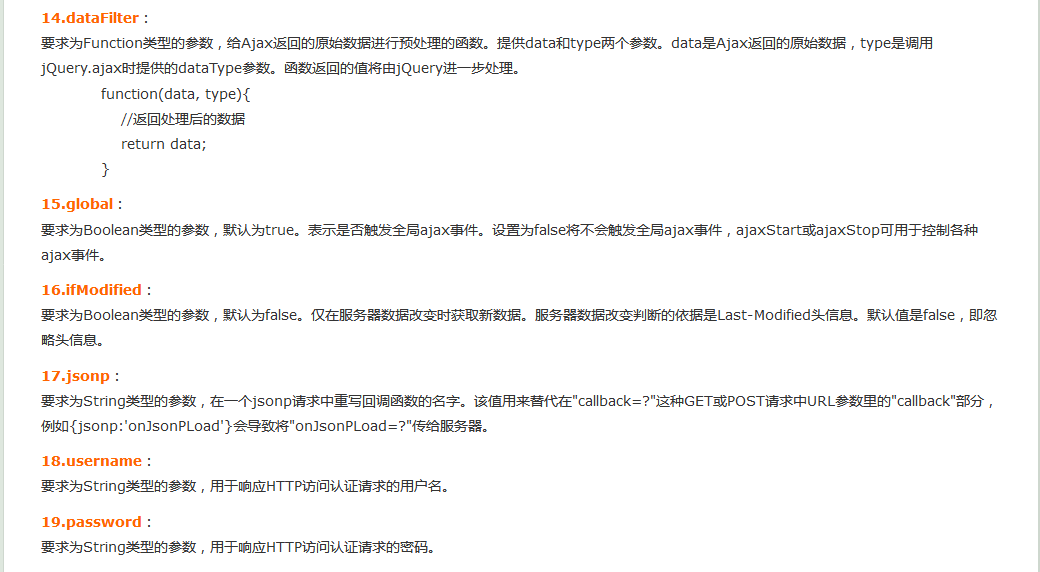 14.dataFilter：
要求为Function类型的参数，给Ajax返回的原始数据进行预处理的函数。提供data和type两个参数。data是Ajax返回的原始数据，type是调用
jQuery.ajax时提供的dataType参数。函数返回的值将由jQuery进一步处理。
function(data, type){
//返回处理后的数据
return data;
}
15.global：
要求为Boolean类型的参数，默认为true。表示是否触发全局ajax事件。设置为false将不会触发全局ajax事件，ajaxStart或ajaxStop可用于控制各种
ajax事件。
16.ifModified：
要求为Boolean类型的参数，默认为false。仅在服务器数据改变时获取新数据。服务器数据改变判断的依据是Last-Modified头信息。默认值是false，即忽
略头信息。
17.jsonp：
要求为String类型的参数，在一个jsonp请求中重写回调函数的名字。该值用来替代在"callback=?"这种GET或POST请求中URL参数里的"callback"部分，
例如{jsonp:'onJsonPLoad'}会导致将"onJsonPLoad=?"传给服务器。
18.username：
要求为String类型的参数，用于响应HTTP访问认证请求的用户名。
19.password：
要求为String类型的参数，用于响应HTTP访问认证请求的密码。